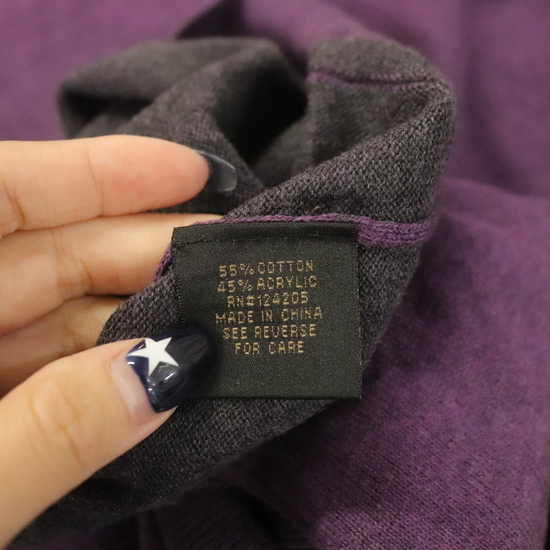 55% COTTON
45% ACRYLIC
RN#124205
MADE IN CHINA
SEE REVERSE
FOR CARE